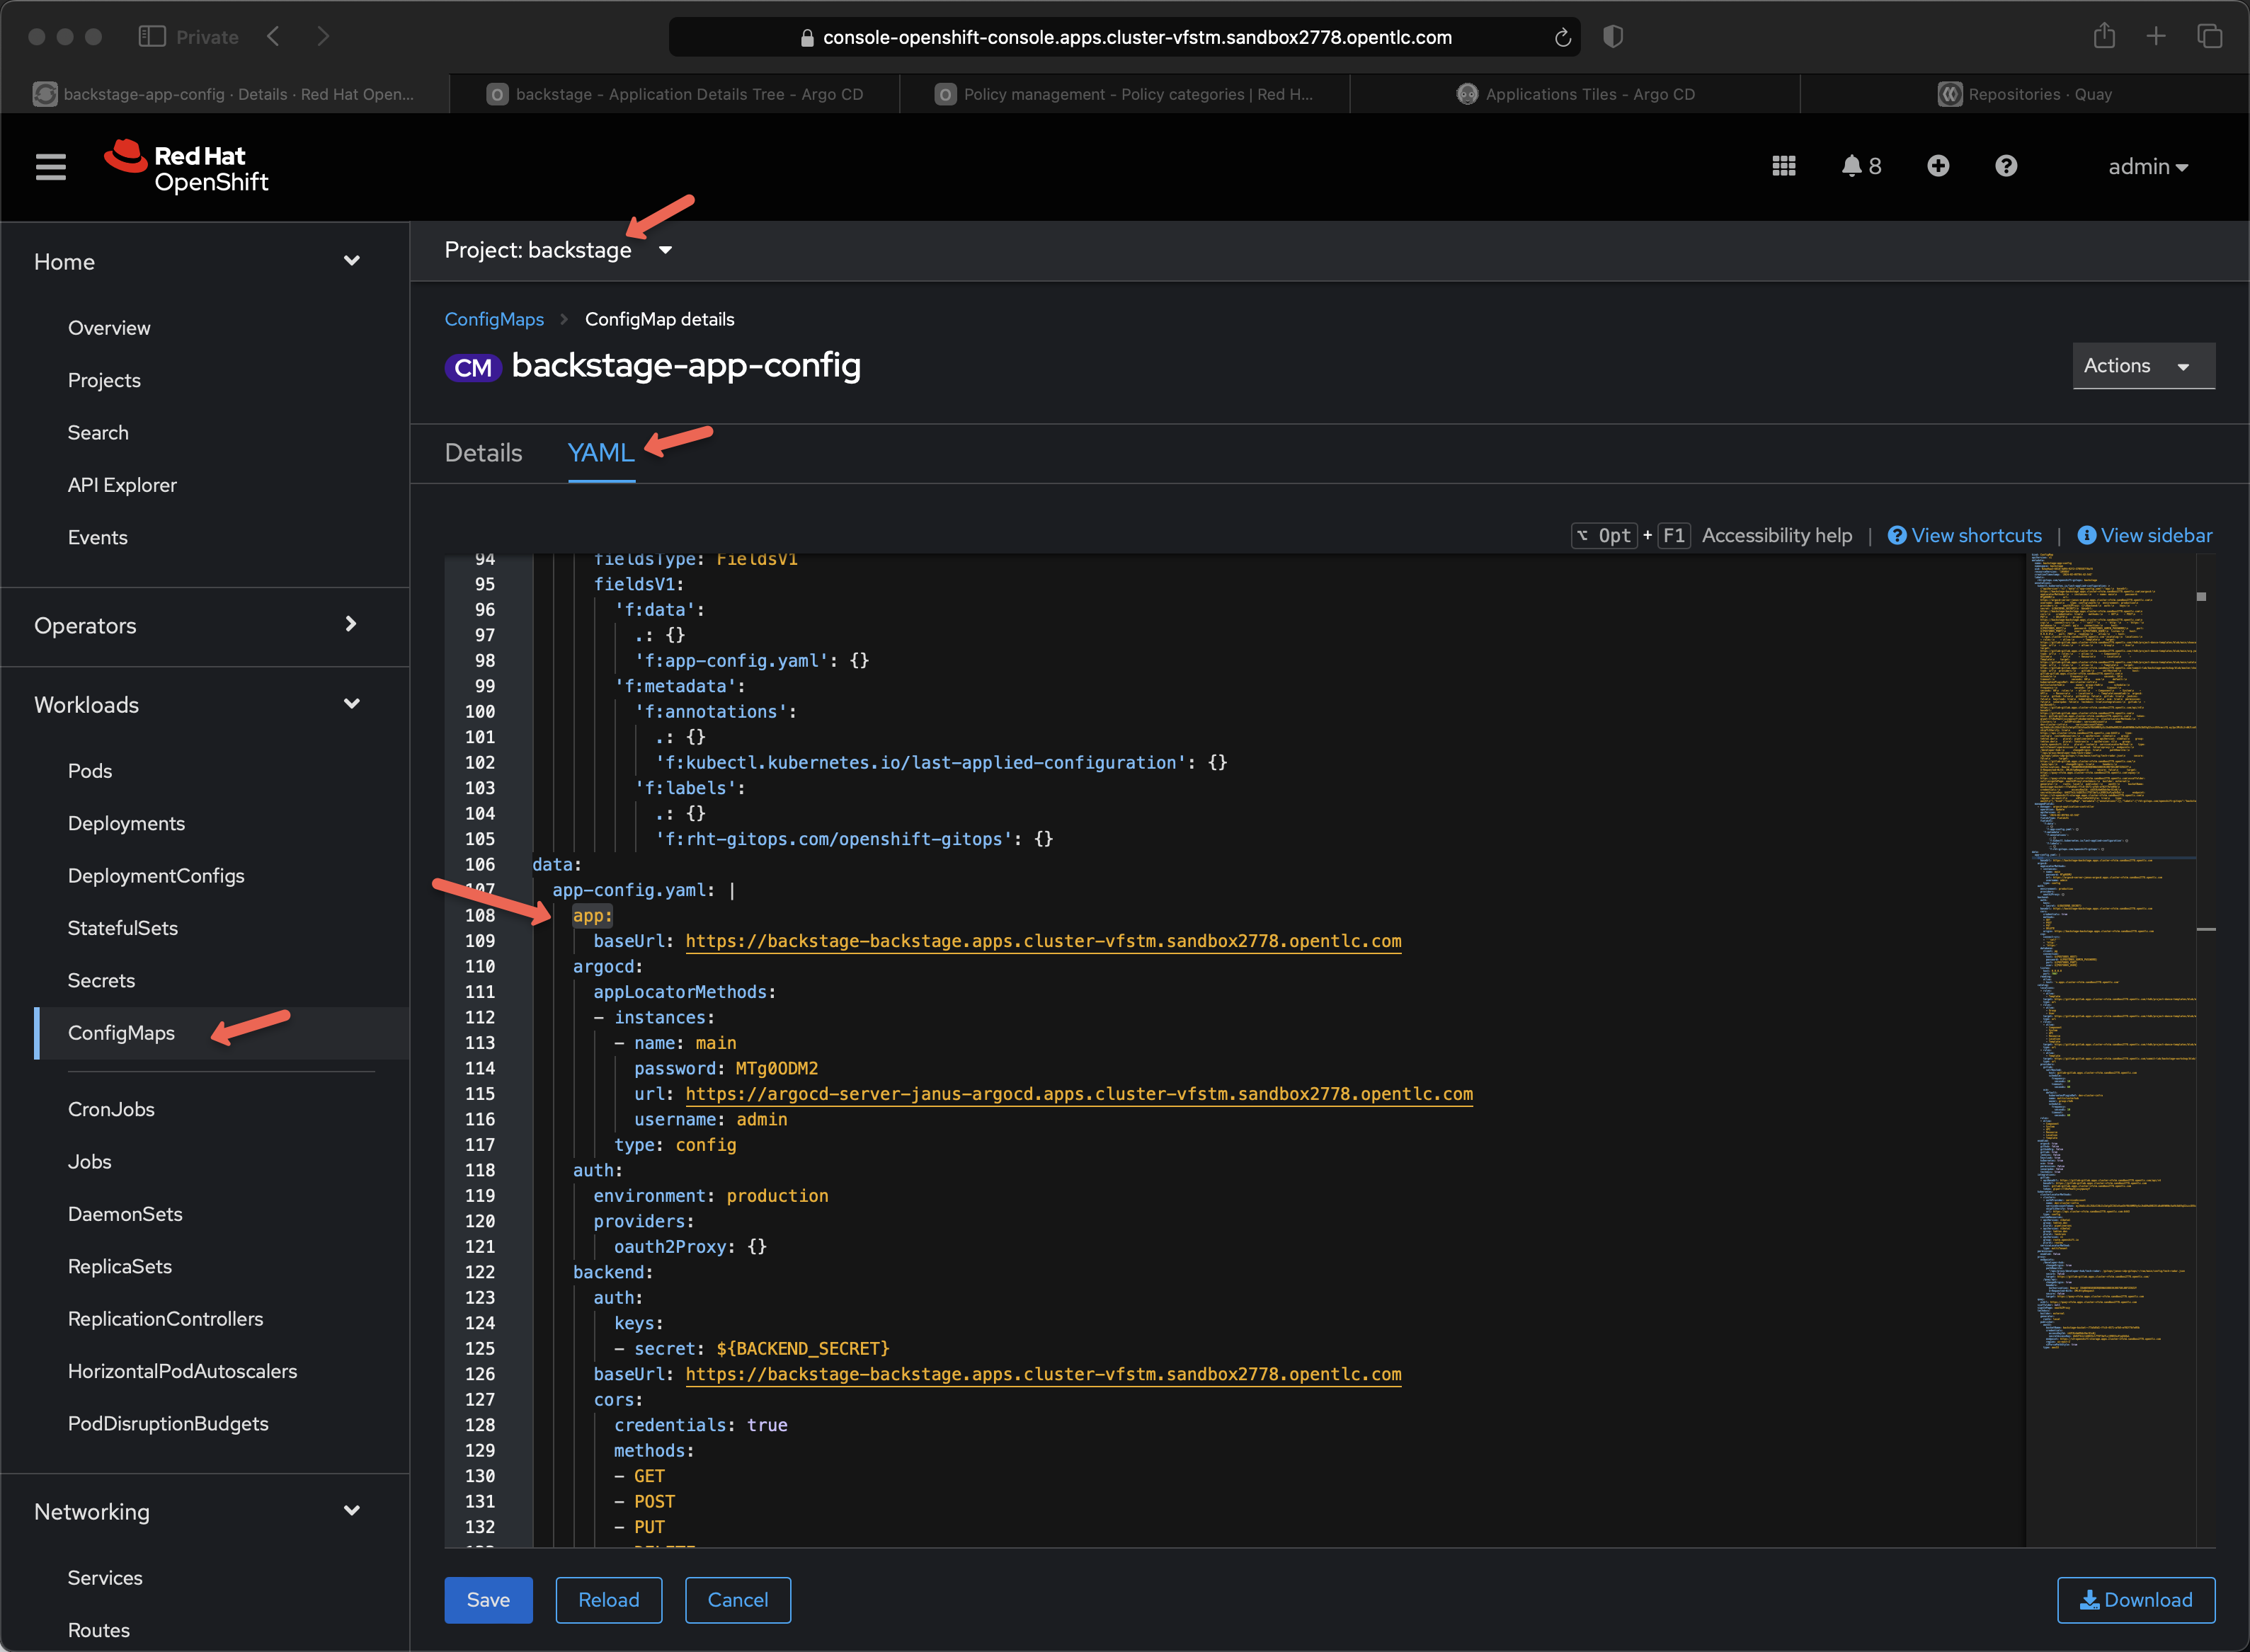 Private
console-openshift-console.apps.cluster-vfstm.sandbox2778.opentlc.com
backstage-app-config · Details · Red Hat Open...
backstage - Application Details Tree - Argo CD
Policy management - Policy categories | Red H...
Applications Tiles - Argo CD
Repositories · Quay
Red Hat
OpenShift
8
admin
Home
Overview
Projects
Search
API Explorer
Events
Operators
Workloads
Pods
Deployments
DeploymentConfigs
StatefulSets
Secrets
ConfigMaps
CronJobs
Jobs
DaemonSets
ReplicaSets
ReplicationControllers
HorizontalPodAutoscalers
PodDisruptionBudgets
Networking
Services
Routes
Project: backstage
ConfigMaps > ConfigMap details
CM backstage-app-config
Actions
Details YAML
⌥ Opt + F1 Accessibility help | View shortcuts | View sidebar
94 fieldsType: FieldsV1
95 fieldsV1:
96 'f:data':
97 .: {}
98 'f:app-config.yaml': {}
99 'f:metadata':
100 'f:annotations':
101 .: {}
102 'f:kubectl.kubernetes.io/last-applied-configuration': {}
103 'f:labels':
104 .: {}
105 'f:rht-gitops.com/openshift-gitops': {}
106 data:
107 app-config.yaml: |
108 app:
109 baseUrl: https://backstage-backstage.apps.cluster-vfstm.sandbox2778.opentlc.com
110 argocd:
111 appLocatorMethods:
112 - instances:
113 - name: main
114 password: MTg0ODM2
115 url: https://argocd-server-janus-argocd.apps.cluster-vfstm.sandbox2778.opentlc.com
116 username: admin
117 type: config
118 auth:
119 environment: production
120 providers:
121 oauth2Proxy: {}
122 backend:
123 auth:
124 keys:
125 - secret: ${BACKEND_SECRET}
126 baseUrl: https://backstage-backstage.apps.cluster-vfstm.sandbox2778.opentlc.com
127 cors:
128 credentials: true
129 methods:
130 - GET
131 - POST
132 - PUT
Save
Reload
Cancel
Download